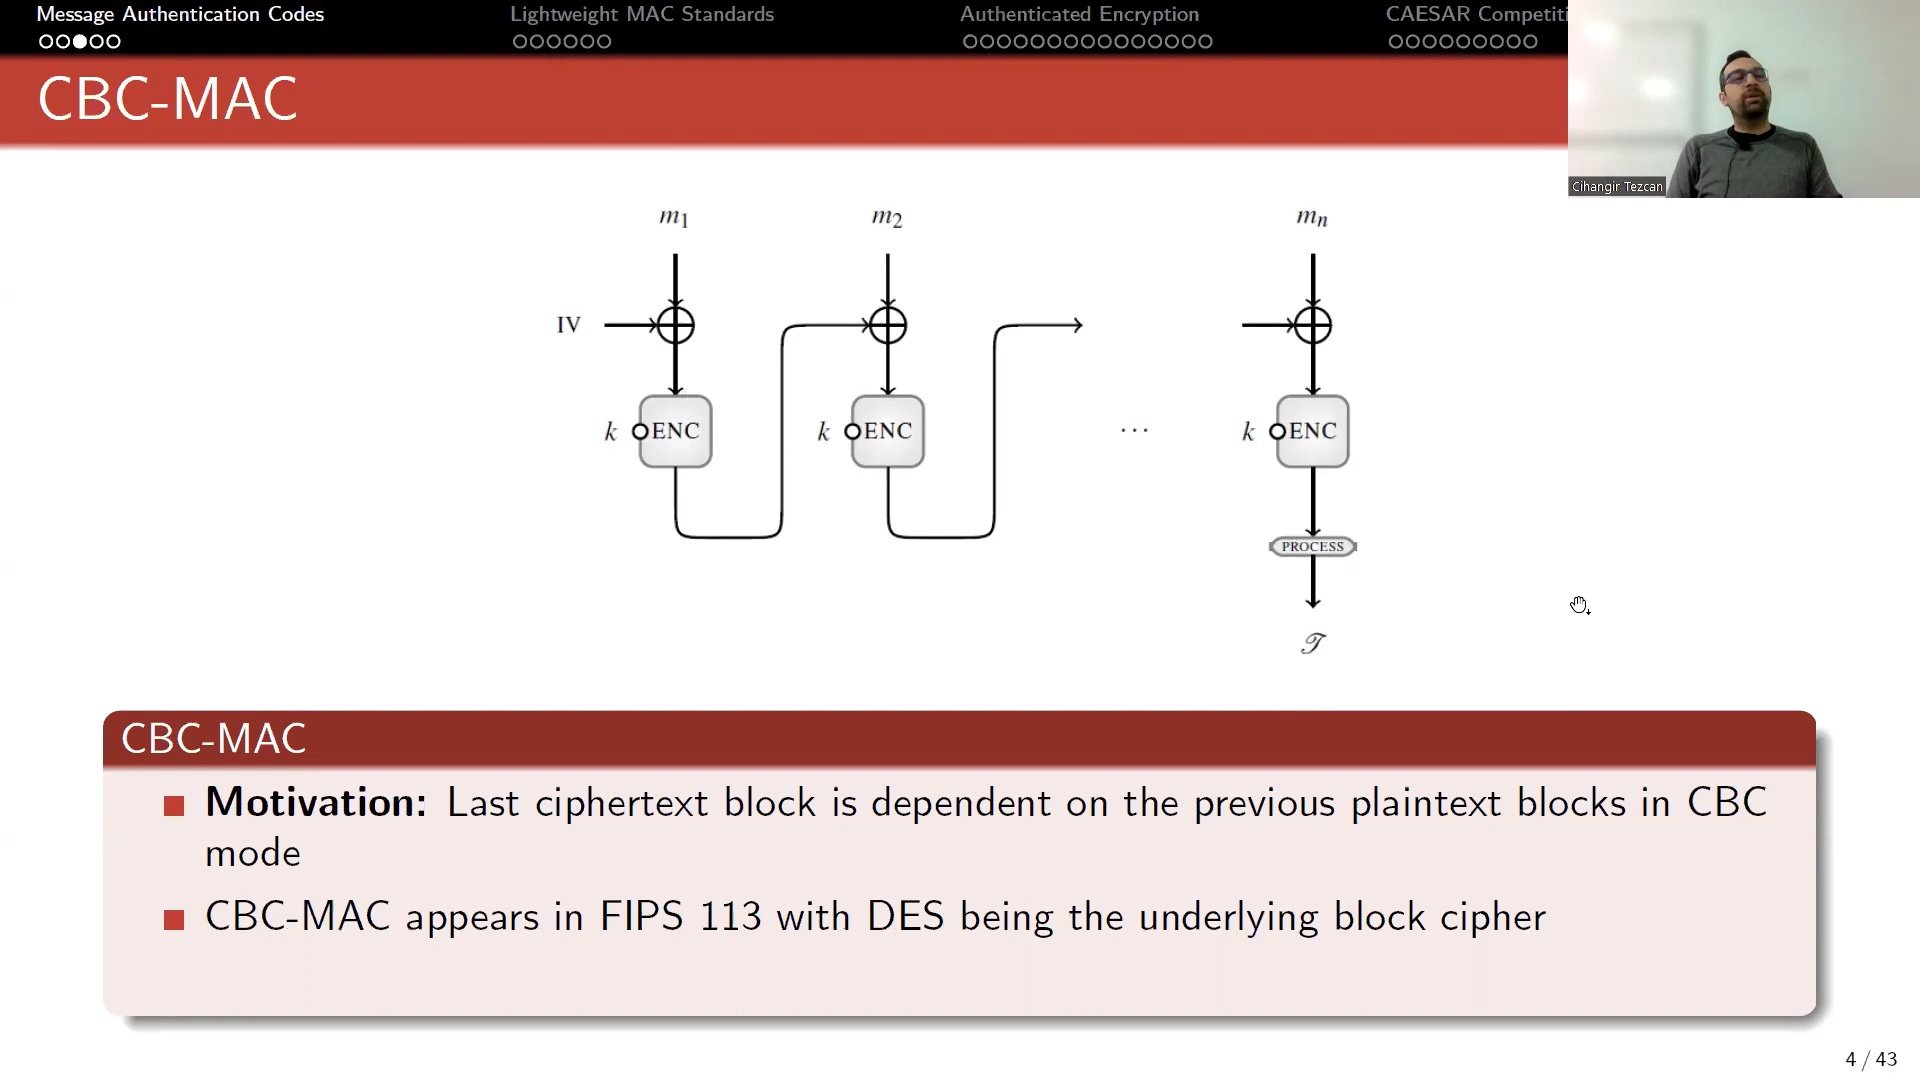 Message Authentication Codes
Lightweight MAC Standards
Authenticated Encryption
CAESAR Competiti
CBC-MAC
Cihangir Tezcan
m1 m2 mn
IV
k ENC k ENC ... k ENC
PROCESS
𝒯
CBC-MAC
Motivation: Last ciphertext block is dependent on the previous plaintext blocks in CBC
mode
CBC-MAC appears in FIPS 113 with DES being the underlying block cipher
4 / 43